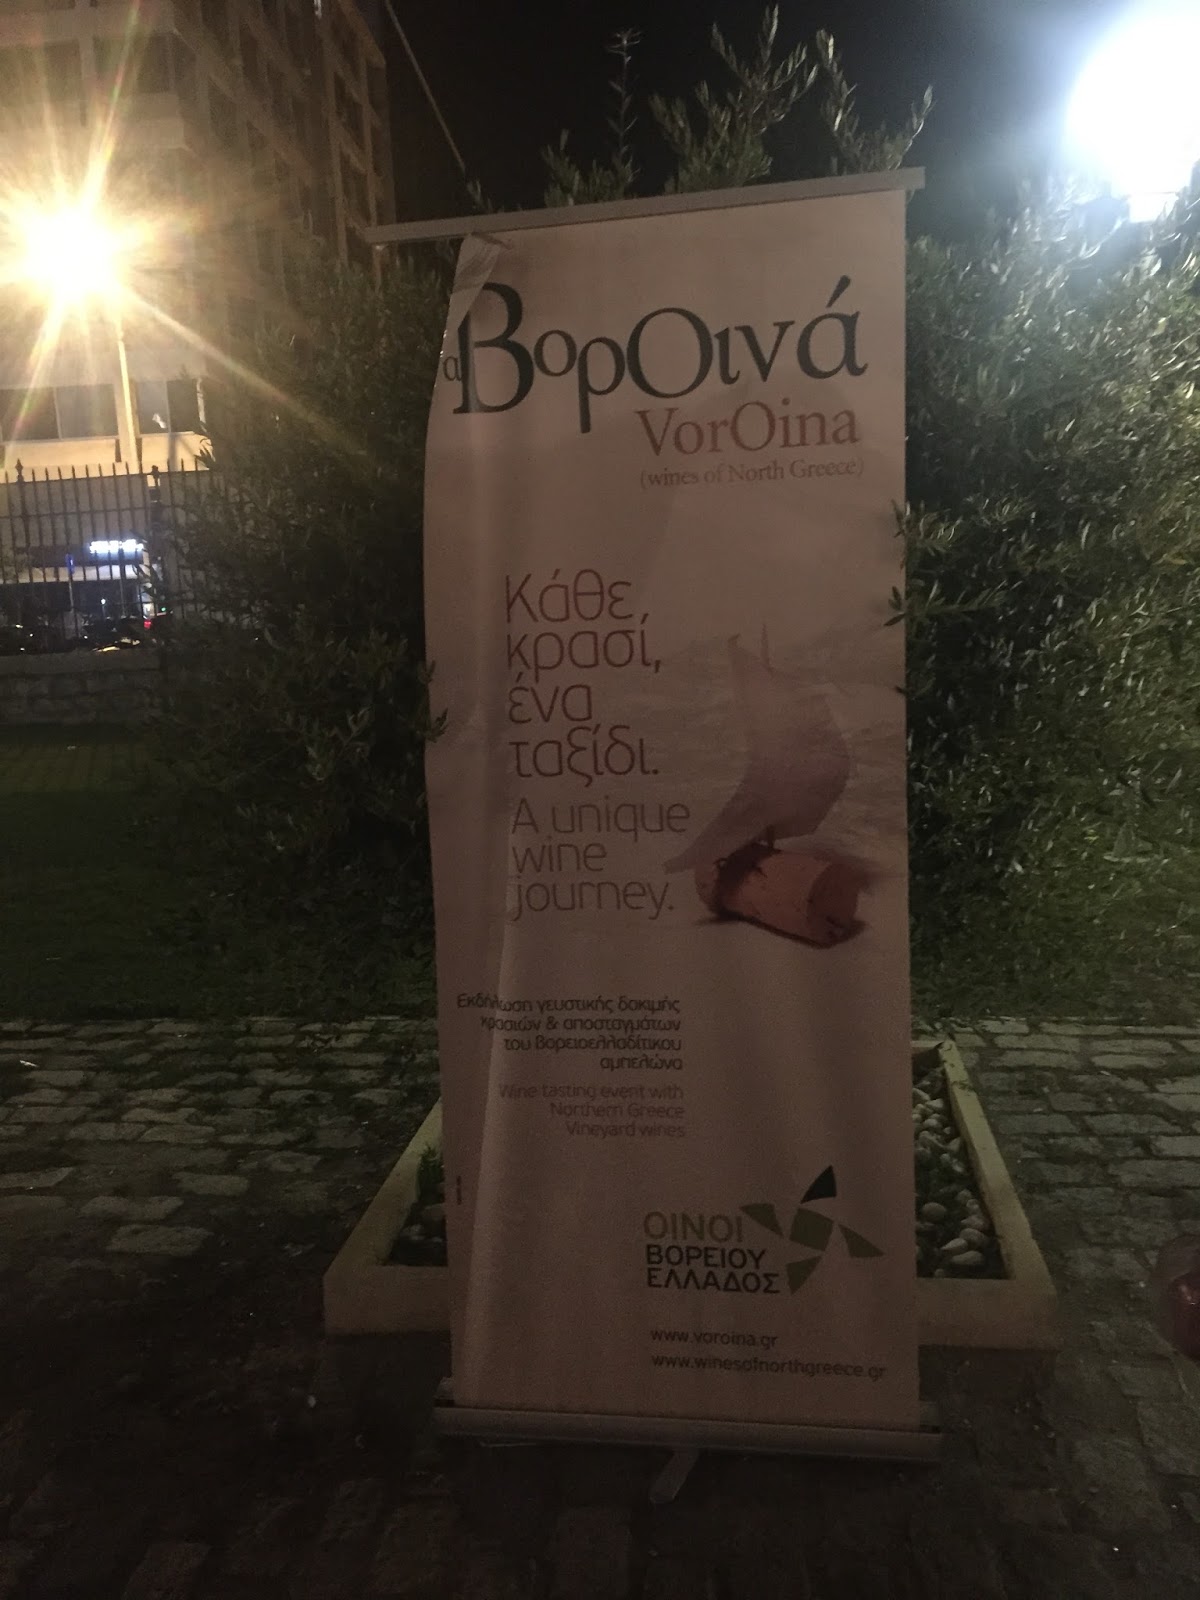 α
ΒορΟινά
VorOina
(wines of North Greece)
Κάθε
κρασί,
ένα
ταξίδι.
A unique
wine
journey.
Εκδήλωση γευστικής δοκιμής
κρασιών & αποσταγμάτων
του βορειοελλαδίτικου
αμπελώνα
Wine tasting event with
Northern Greece
Vineyard wines
ΟΙΝΟΙ
ΒΟΡΕΙΟΥ
ΕΛΛΑΔΟΣ
www.voroina.gr
www.winesofnorthgreece.gr